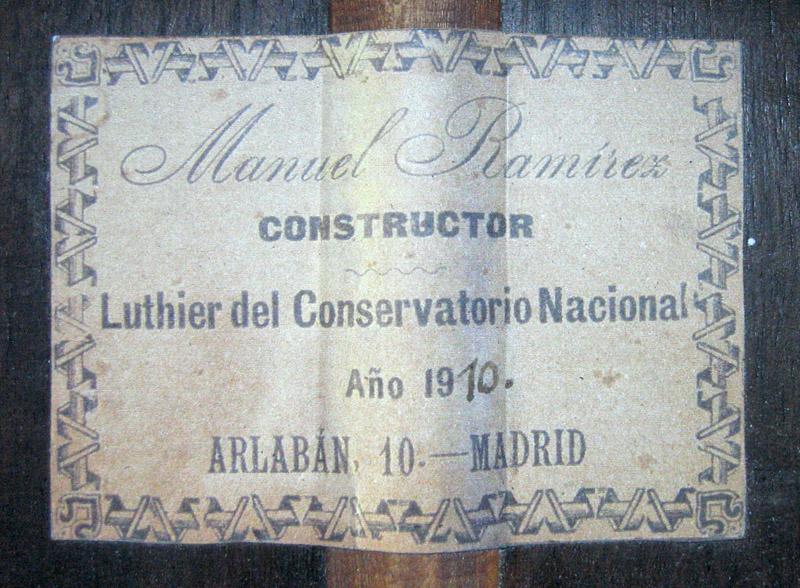 Manuel Ramírez
CONSTRUCTOR
Luthier del Conservatorio Nacional
Año 1910.
ARLABÁN, 10.—MADRID